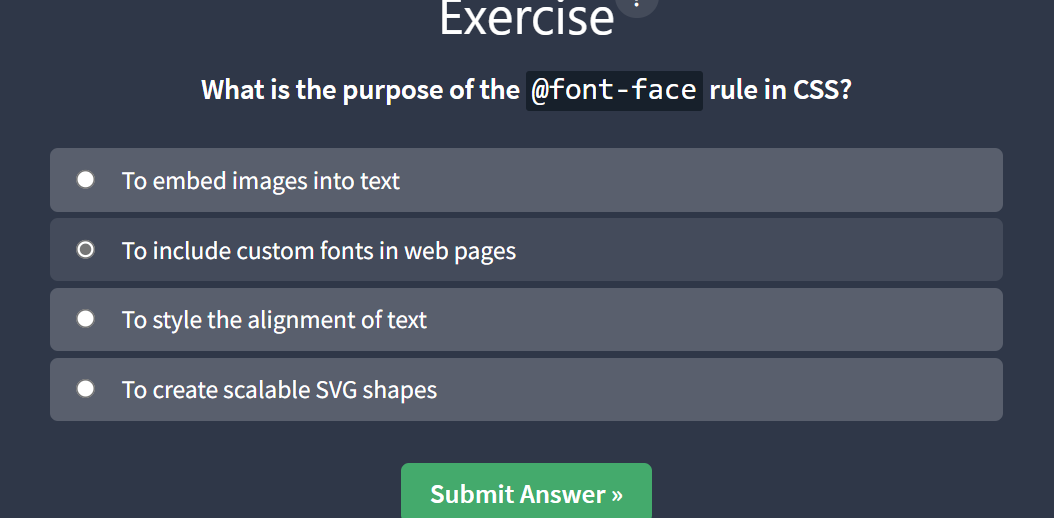 Exercise ?
What is the purpose of the @font-face rule in CSS?
To embed images into text
To include custom fonts in web pages
To style the alignment of text
To create scalable SVG shapes
Submit Answer »